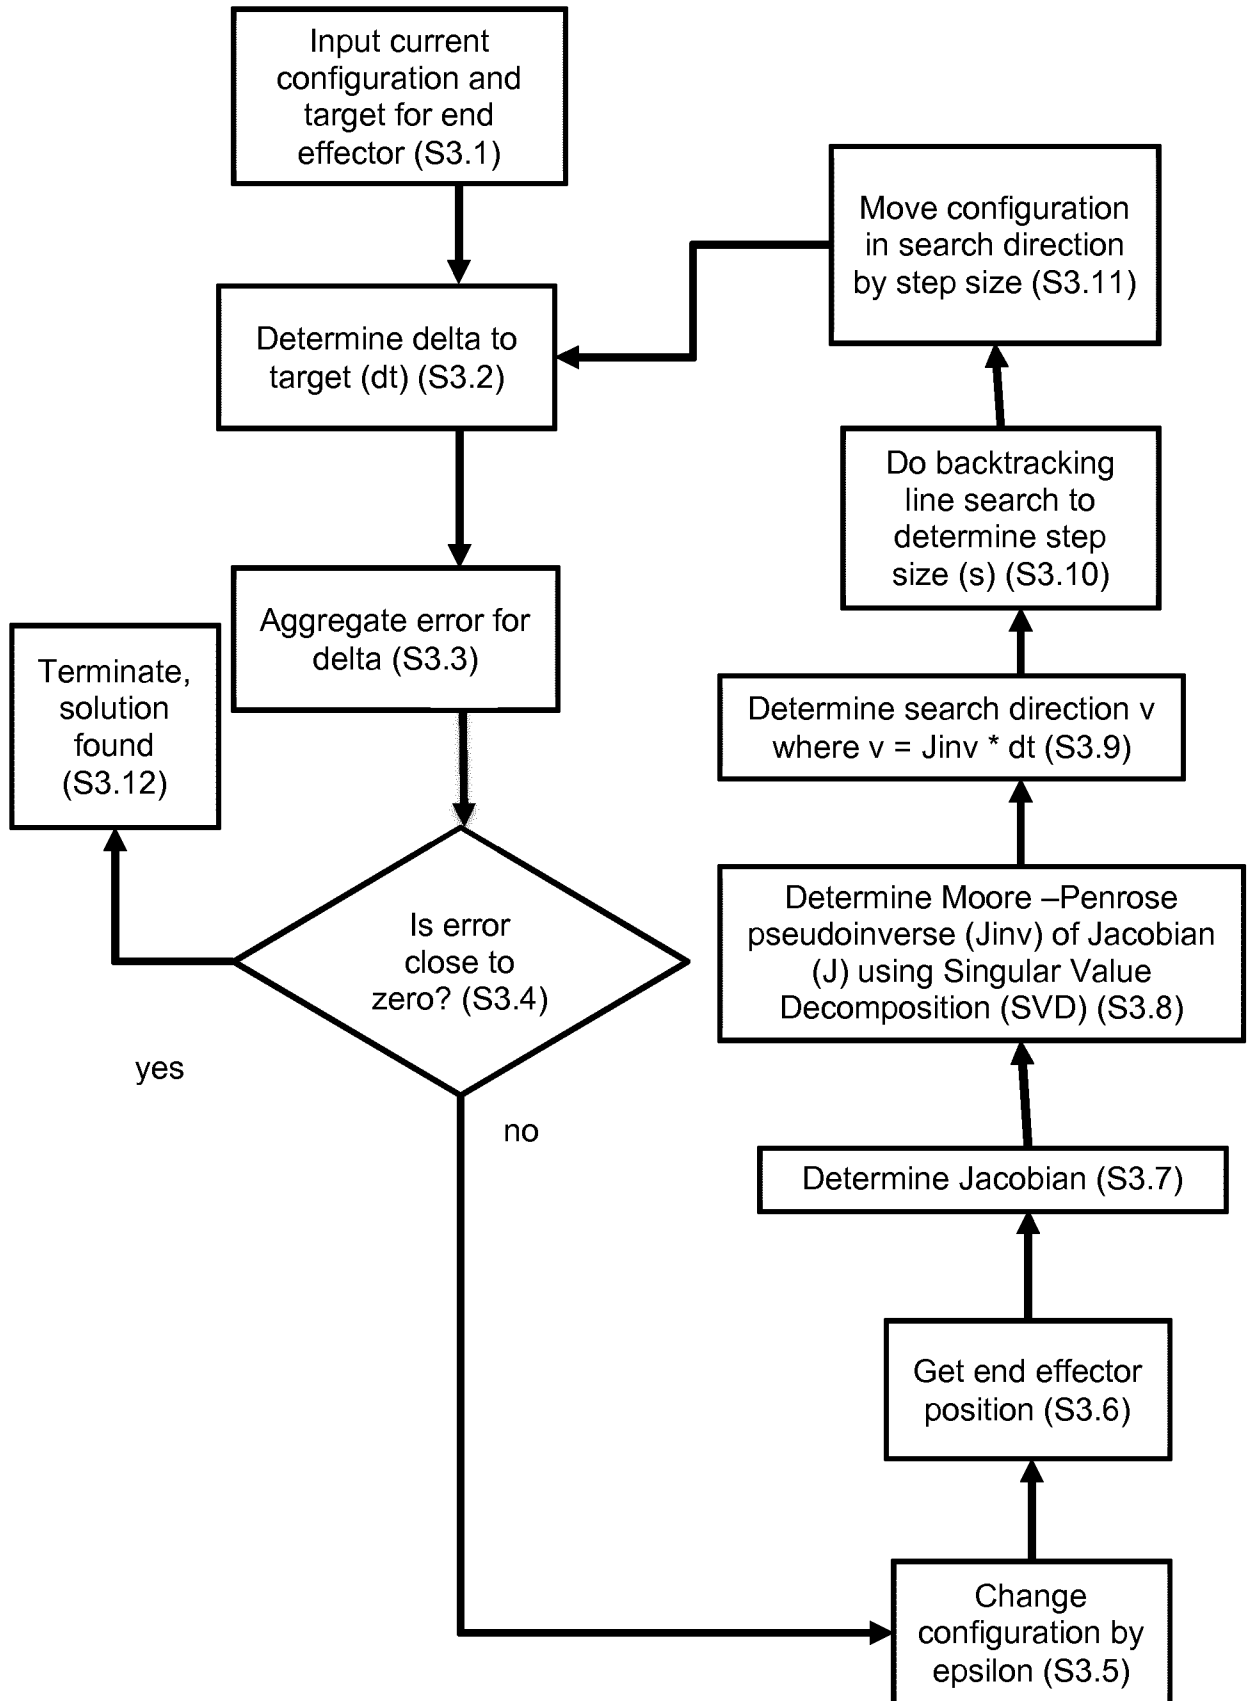 Input current
configuration and
target for end
effector (S3.1)
Determine delta to
target (dt) (S3.2)
Aggregate error for
delta (S3.3)
Terminate,
solution
found
(S3.12)
Is error
close to
zero? (S3.4)
yes
no
Change
configuration by
epsilon (S3.5)
Get end effector
position (S3.6)
Determine Jacobian (S3.7)
Determine Moore –Penrose
pseudoinverse (Jinv) of Jacobian
(J) using Singular Value
Decomposition (SVD) (S3.8)
Determine search direction v
where v = Jinv * dt (S3.9)
Do backtracking
line search to
determine step
size (s) (S3.10)
Move configuration
in search direction
by step size (S3.11)